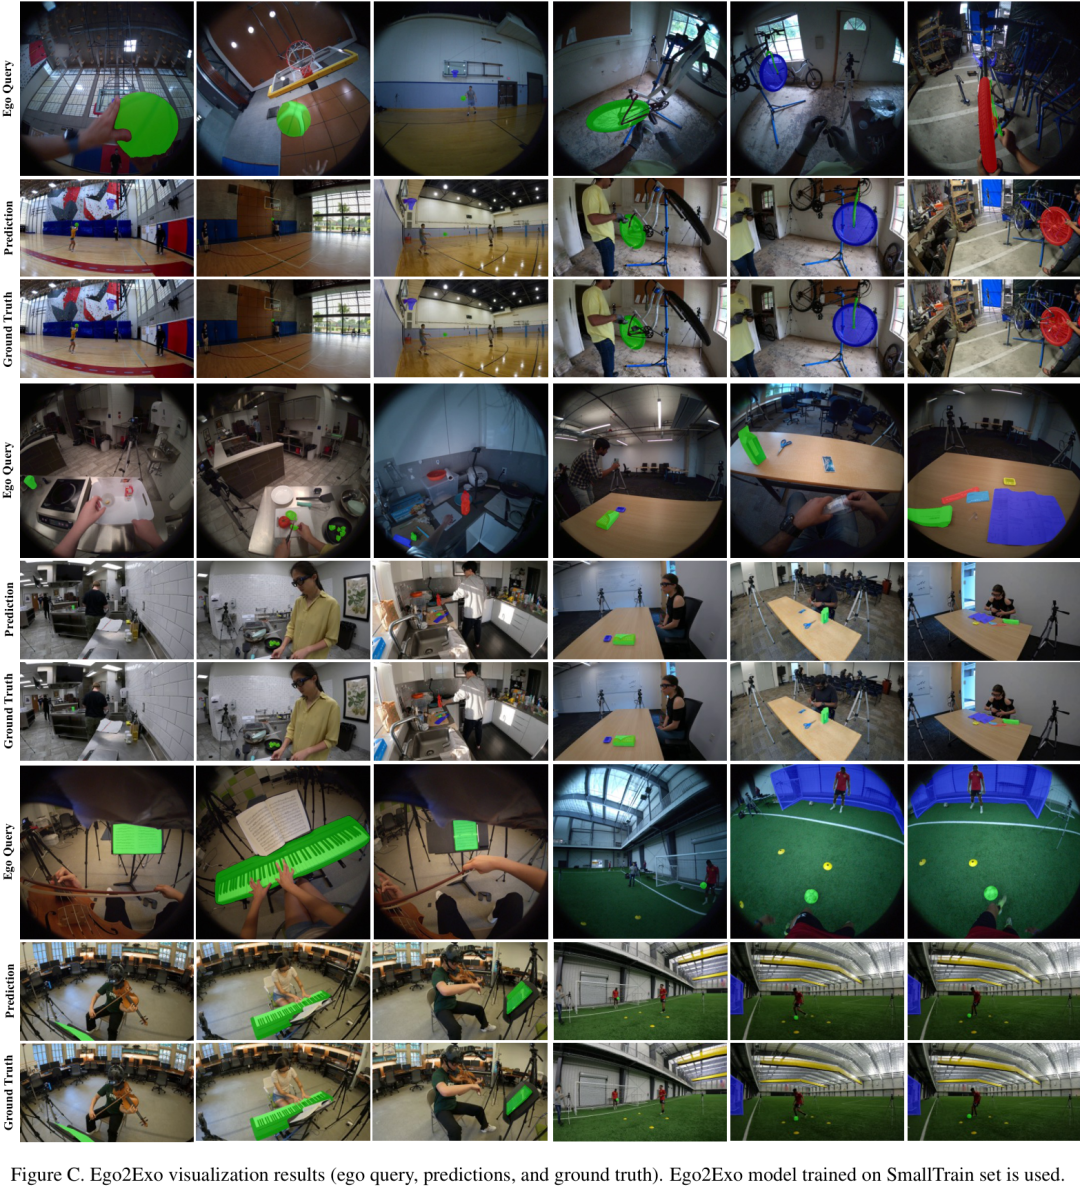 Ego Query
Prediction
Ground Truth
Ego Query
Prediction
Ground Truth
Ego Query
Prediction
Ground Truth
Figure C. Ego2Exo visualization results (ego query, predictions, and ground truth). Ego2Exo model trained on SmallTrain set is used.